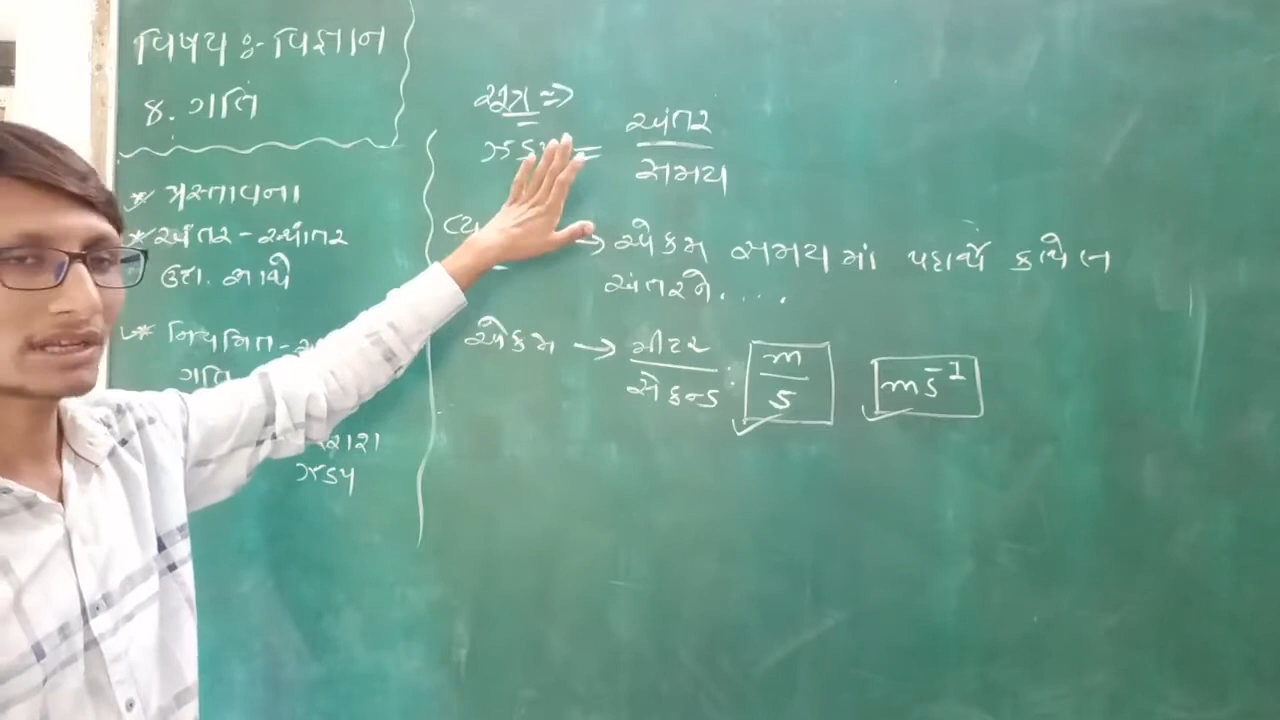 વિષય :- વિજ્ઞાન
8. ગતિ
* પ્રસ્તાવના
* અંતર - સ્થાંતર
ઉદા. સાથે
* નિયમિત -
ગતિ
ઝડપ
સૂત્ર =>
ઝડપ = અંતર
સમય
→ એકમ સમયમાં પદાર્થે કાપેલ
અંતરને....
એકમ → મીટર
સેકન્ડ : m
s
ms⁻¹